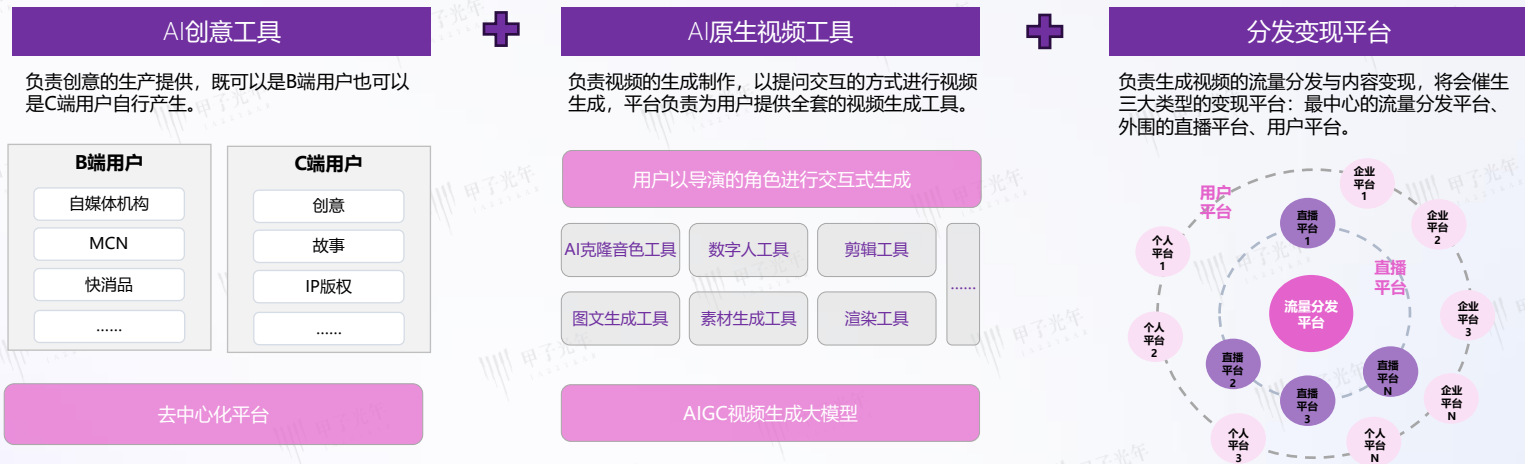 AI创意工具
负责创意的生产提供，既可以是B端用户也可以
是C端用户自行产生。
B端用户
自媒体机构
MCN
快消品
......
C端用户
创意
故事
IP版权
......
去中心化平台
AI原生视频工具
负责视频的生成制作，以提问交互的方式进行视频
生成，平台负责为用户提供全套的视频生成工具。
用户以导演的角色进行交互式生成
AI克隆音色工具
数字人工具
剪辑工具
图文生成工具
素材生成工具
渲染工具
......
AIGC视频生成大模型
分发变现平台
负责生成视频的流量分发与内容变现，将会催生
三大类型的变现平台：最中心的流量分发平台、
外围的直播平台、用户平台。
用户
平台
直播
平台
流量分发
平台
直播
平台
1
直播
平台
2
直播
平台
3
直播
平台
N
企业
平台
1
企业
平台
2
企业
平台
3
企业
平台
N
个人
平台
1
个人
平台
2
个人
平台
3
个人
平台
N
甲子光年